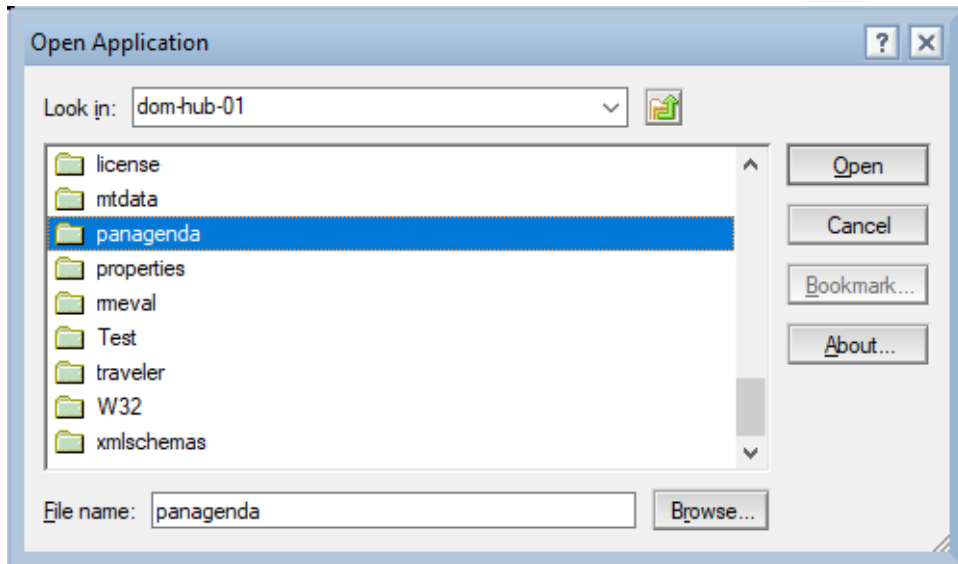 Open Application
Look in: dom-hub-01
license
mtdata
panagenda
properties
rmeval
Test
traveler
W32
xmlschemas
Open
Cancel
Bookmark...
About...
File name: panagenda Browse...